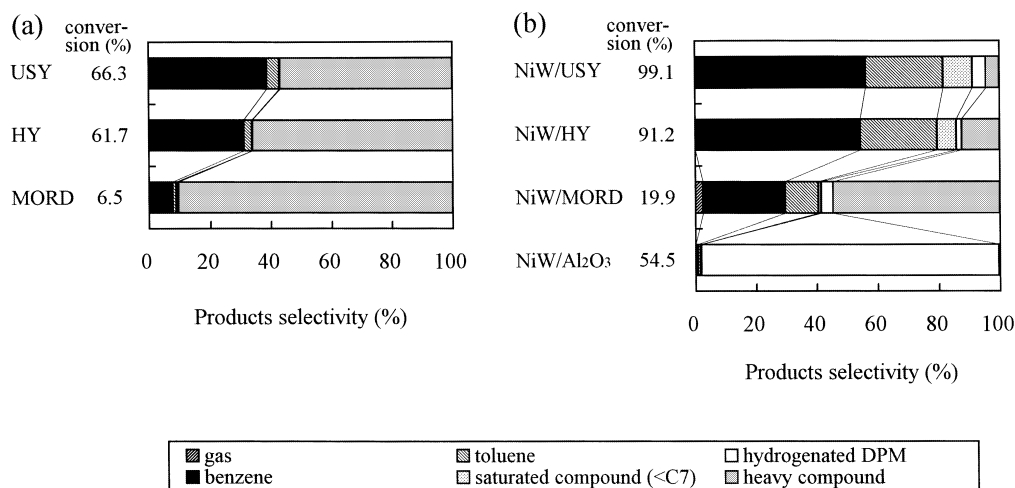 (a)
conver-
sion (%)
USY 66.3
HY 61.7
MORD 6.5
0 20 40 60 80 100
Products selectivity (%)
(b)
conver-
sion (%)
NiW/USY 99.1
NiW/HY 91.2
NiW/MORD 19.9
NiW/Al2O3 54.5
0 20 40 60 80 100
Products selectivity (%)
gas toluene hydrogenated DPM
benzene saturated compound (<C7) heavy compound